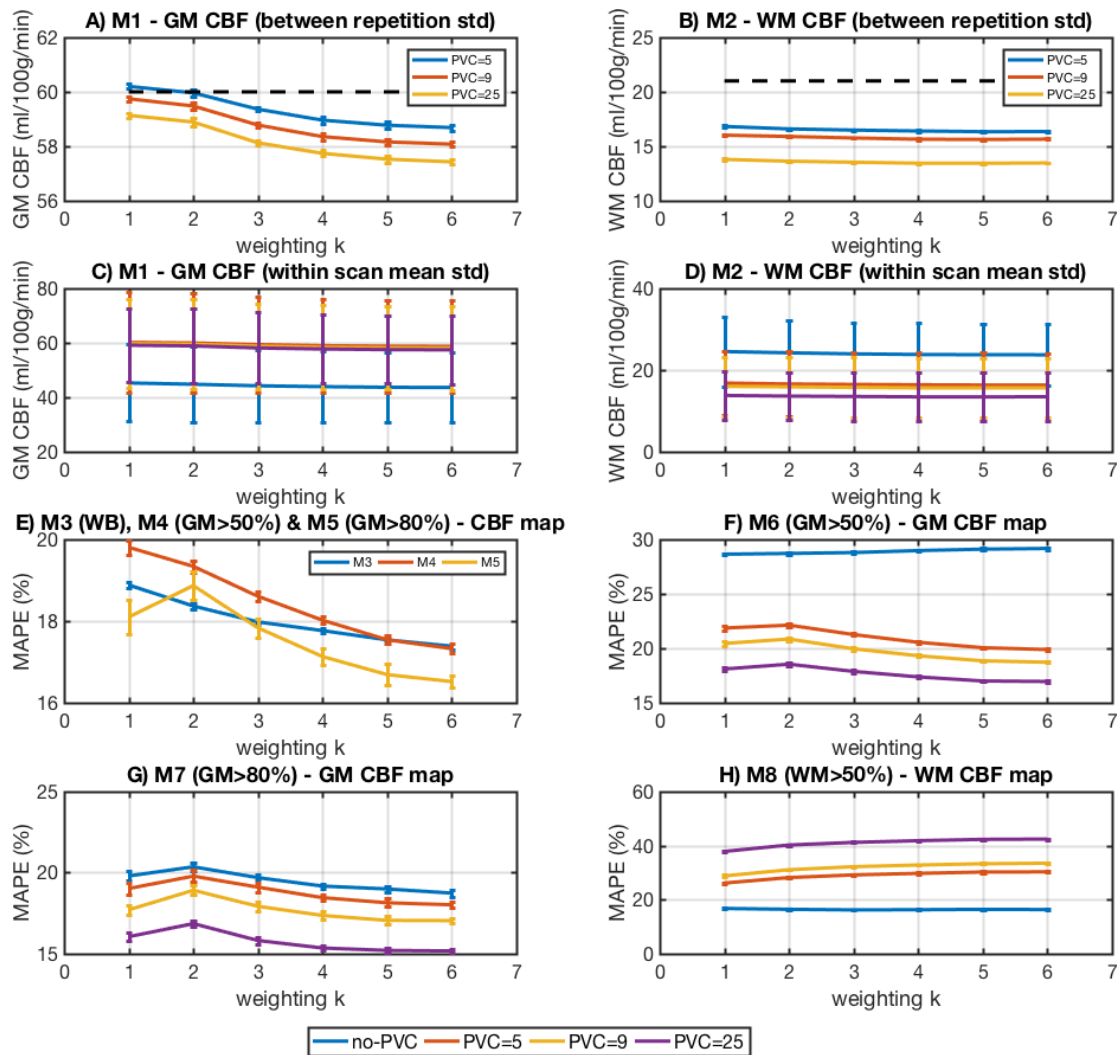 A) M1 - GM CBF (between repetition std)
GM CBF (ml/100g/min)
62
60
58
56
0 1 2 3 4 5 6 7
weighting k
PVC=5
PVC=9
PVC=25
B) M2 - WM CBF (between repetition std)
WM CBF (ml/100g/min)
25
20
15
10
0 1 2 3 4 5 6 7
weighting k
PVC=5
PVC=9
PVC=25
C) M1 - GM CBF (within scan mean std)
GM CBF (ml/100g/min)
80
60
40
20
0 1 2 3 4 5 6 7
weighting k
D) M2 - WM CBF (within scan mean std)
WM CBF (ml/100g/min)
40
20
0
0 1 2 3 4 5 6 7
weighting k
E) M3 (WB), M4 (GM>50%) & M5 (GM>80%) - CBF map
MAPE (%)
20
18
16
0 1 2 3 4 5 6 7
weighting k
M3 M4 M5
F) M6 (GM>50%) - GM CBF map
MAPE (%)
30
25
20
15
0 1 2 3 4 5 6 7
weighting k
G) M7 (GM>80%) - GM CBF map
MAPE (%)
25
20
15
0 1 2 3 4 5 6 7
weighting k
H) M8 (WM>50%) - WM CBF map
MAPE (%)
60
40
20
0
0 1 2 3 4 5 6 7
weighting k
no-PVC PVC=5 PVC=9 PVC=25